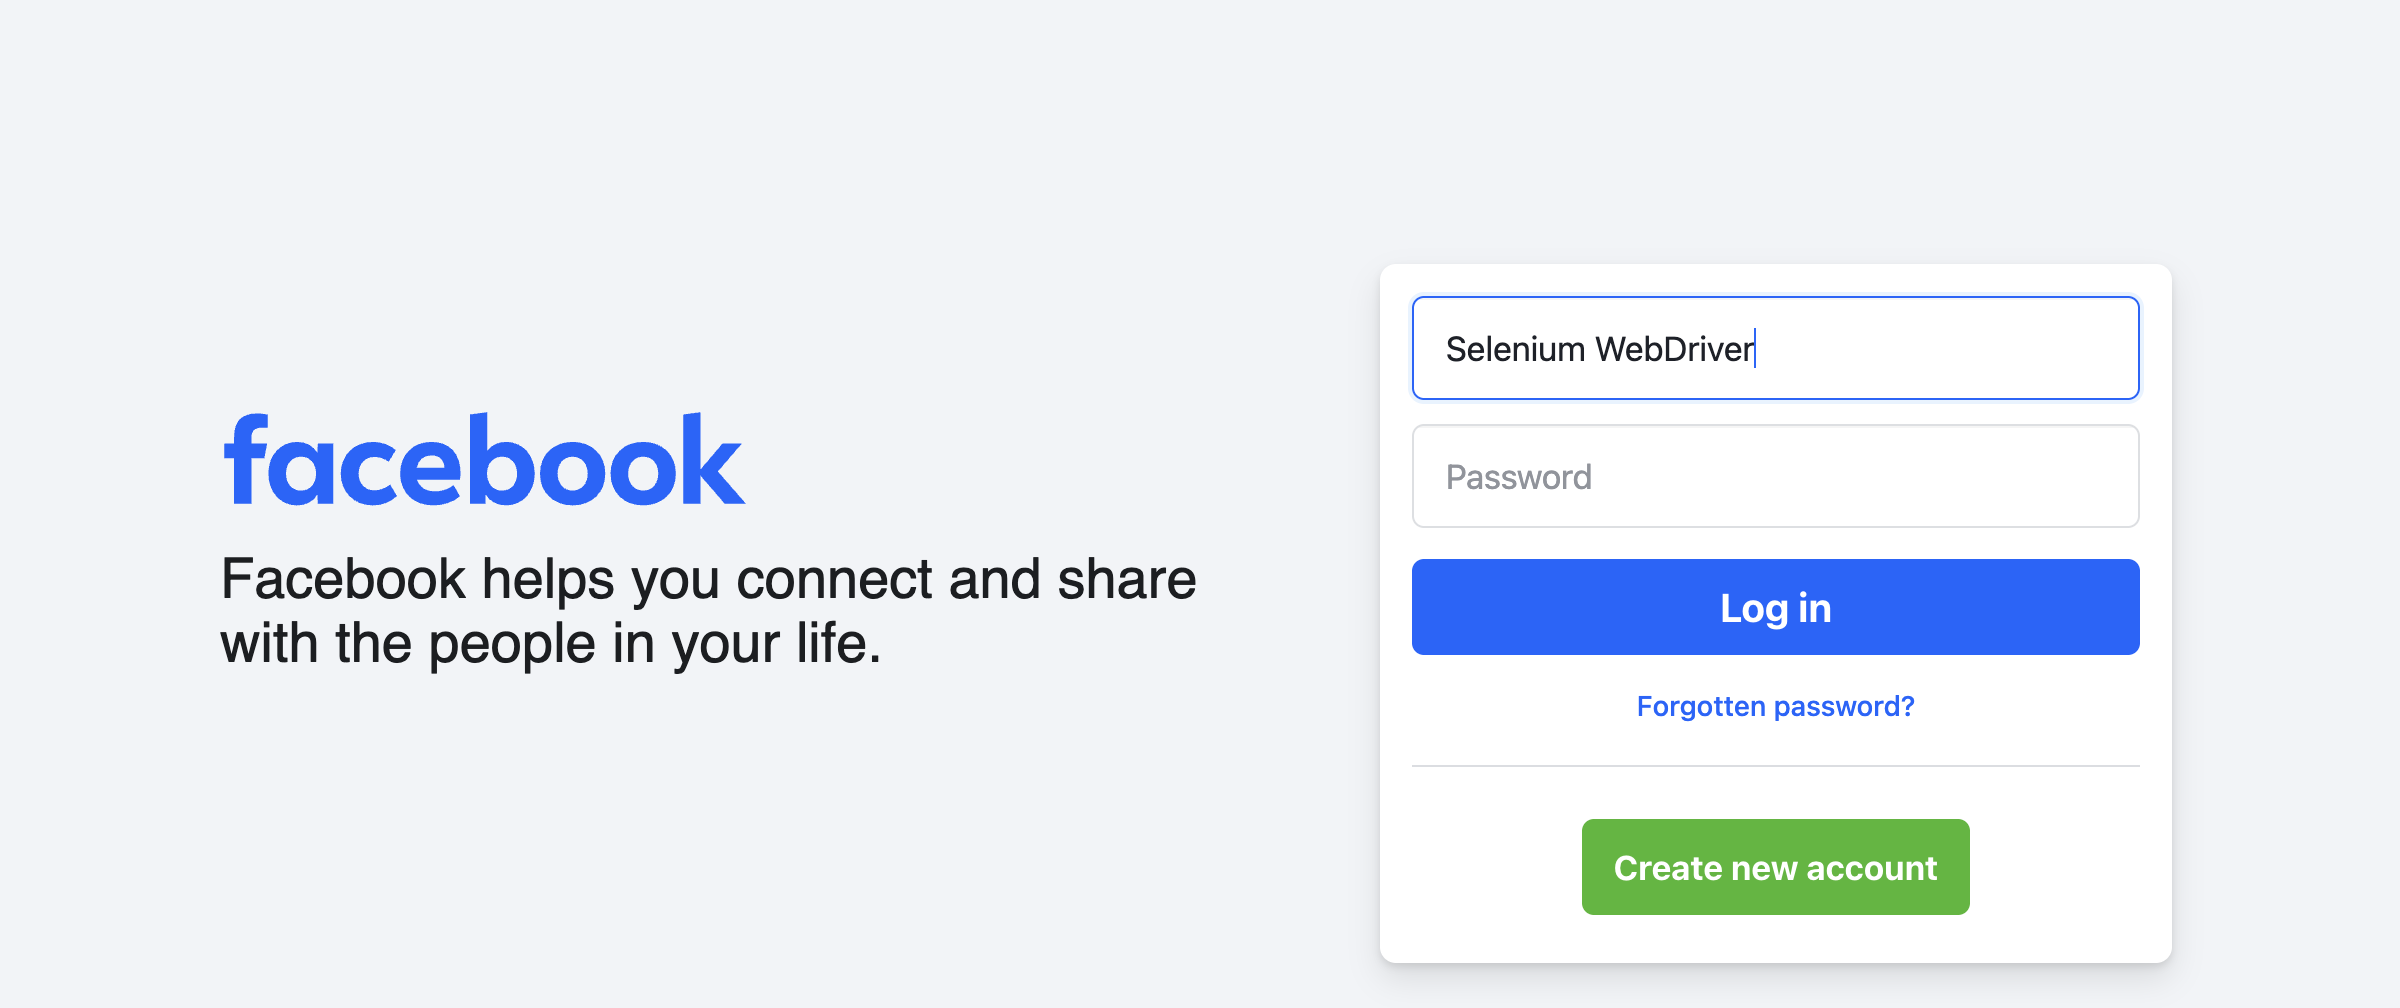 facebook
Facebook helps you connect and share
with the people in your life.
Selenium WebDriver
Password
Log in
Forgotten password?
Create new account